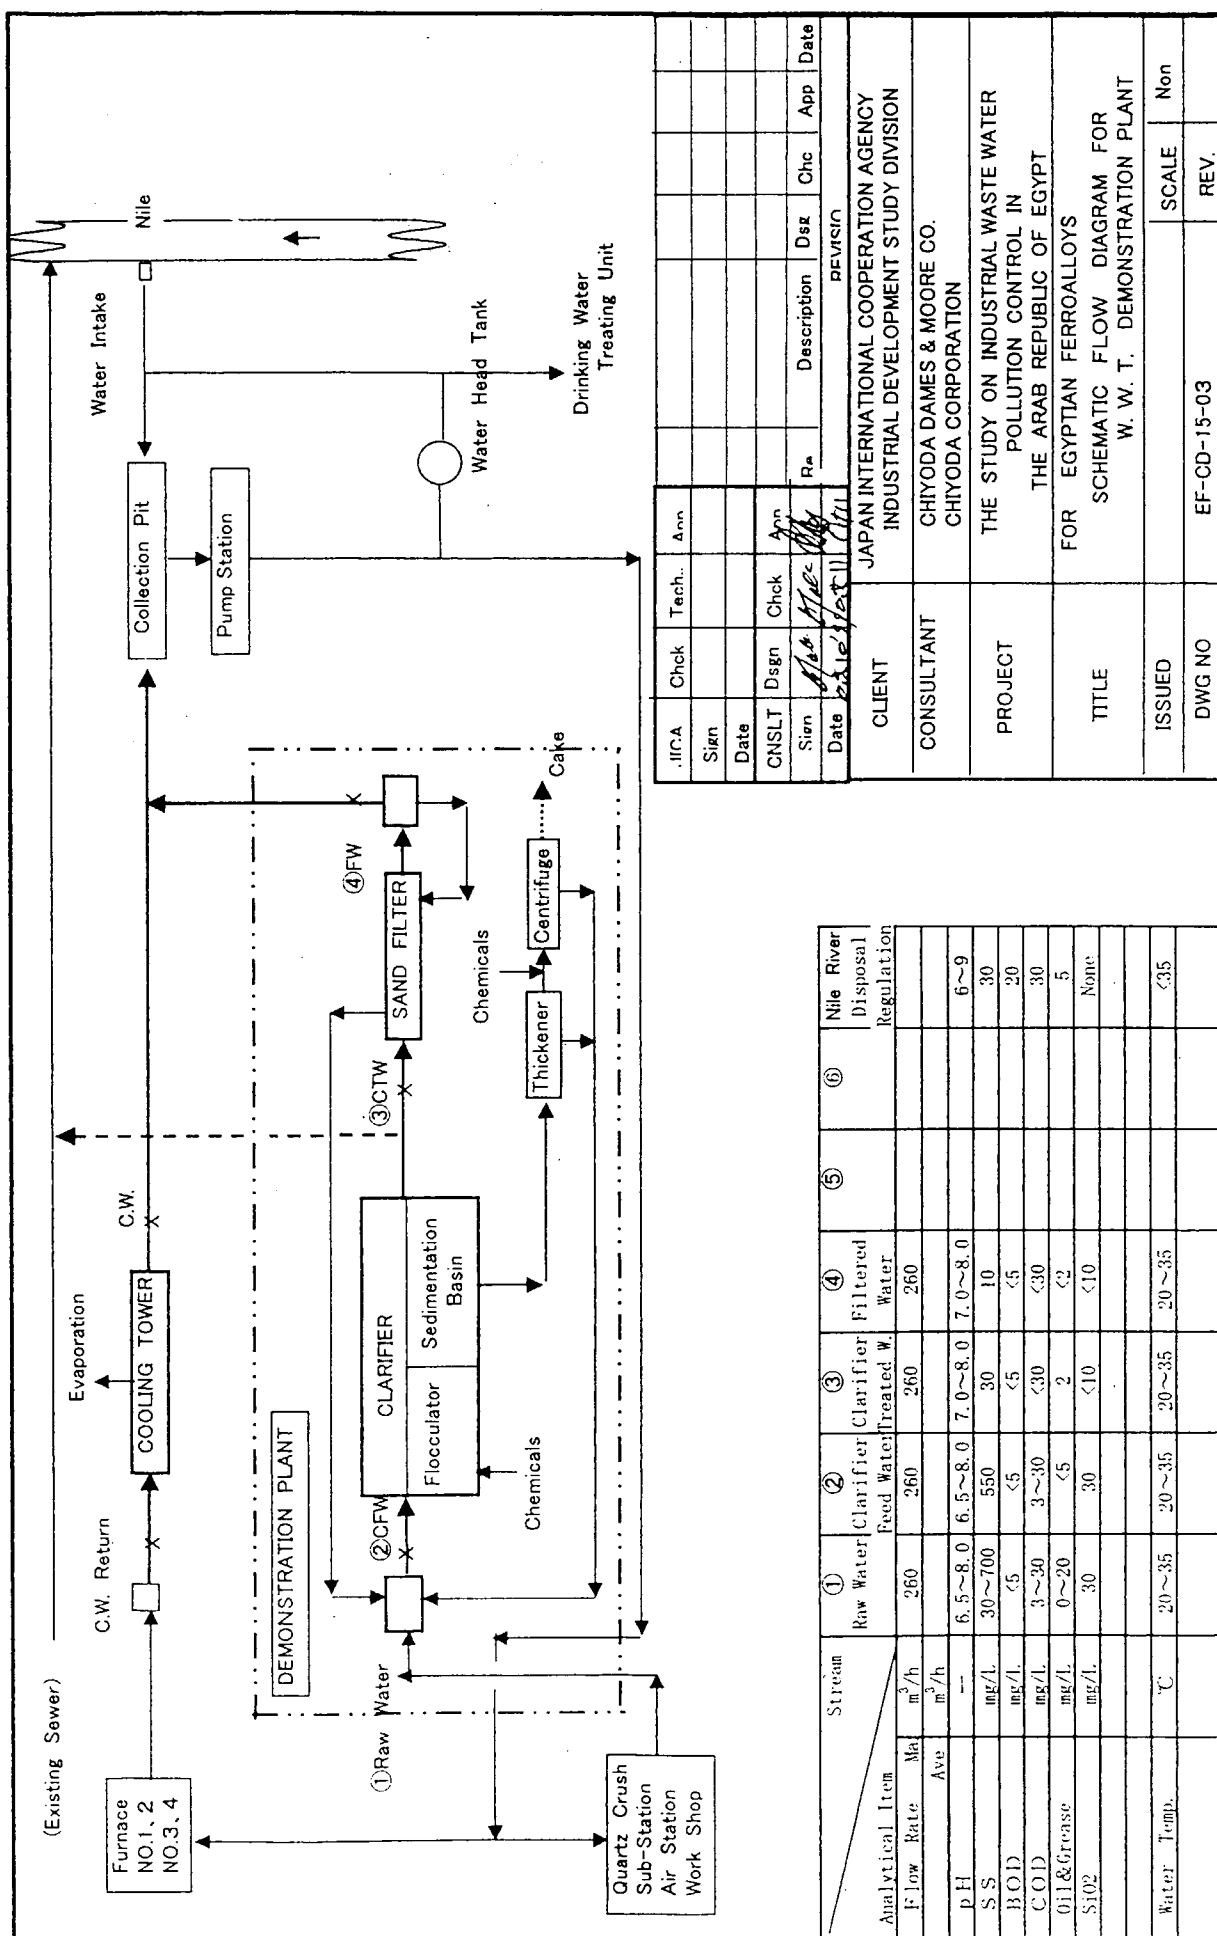 (Existing Sewer)
Furnace
NO.1、2
NO.3、4
C.W. Return
COOLING TOWER
Evaporation
C.W.
Collection Pit
Pump Station
Water Intake
Nile
Water Head Tank
Drinking Water
Treating Unit
DEMONSTRATION PLANT
①Raw Water
②CFW
CLARIFIER
Flocculator
Sedimentation
Basin
Chemicals
③CTW
SAND FILTER
④FW
Thickener
Chemicals
Centrifuge
Cake
Quartz Crush
Sub-Station
Air Station
Work Shop
Stream ① ② ③ ④ ⑤ ⑥ Nile River
Analytical Item Raw Water Clarifier Feed Water Clarifier Treated W. Filtered Water Disposal Regulation
Flow Rate Ma m³/h 260 260 260 260
Ave m³/h
pH -- 6.5~8.0 6.5~8.0 7.0~8.0 7.0~8.0 6~9
SS mg/L 30~700 550 30 10 30
BOD mg/L <5 <5 <5 <5 20
COD mg/L 3~30 3~30 <30 <30 30
Oil&Grease mg/L 0~20 <5 2 <2 5
SiO2 mg/L 30 30 <10 <10 None
Water Temp. ℃ 20~35 20~35 20~35 20~35 <35
JICA Chck Tech. App
Sign
Date
CNSLT Dsgn Chck App
Sign
Date
Description Dsg Chc App Date
REVISIO
CLIENT JAPAN INTERNATIONAL COOPERATION AGENCY
INDUSTRIAL DEVELOPMENT STUDY DIVISION
CONSULTANT CHIYODA DAMES & MOORE CO.
CHIYODA CORPORATION
PROJECT THE STUDY ON INDUSTRIAL WASTE WATER
POLLUTION CONTROL IN
THE ARAB REPUBLIC OF EGYPT
TITLE FOR EGYPTIAN FERROALLOYS
SCHEMATIC FLOW DIAGRAM FOR
W. W. T. DEMONSTRATION PLANT
ISSUED SCALE Non
DWG NO EF-CD-15-03 REV.